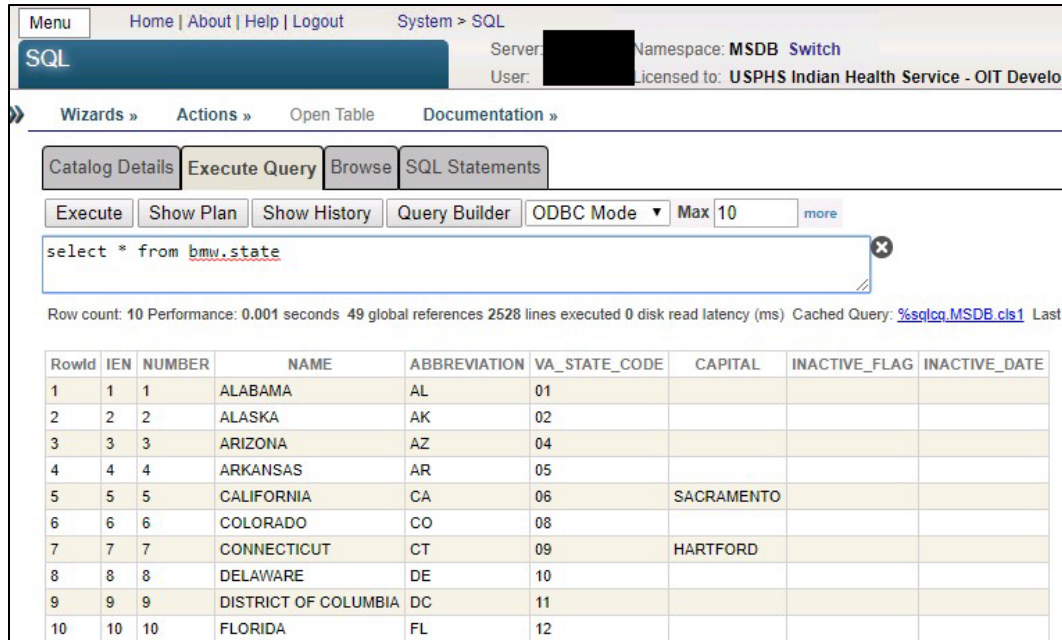 Menu Home | About | Help | Logout System > SQL
SQL
Server: Namespace: MSDB Switch
User: Licensed to: USPHS Indian Health Service - OIT Develo
» Wizards » Actions » Open Table Documentation »
Catalog Details Execute Query Browse SQL Statements
Execute Show Plan Show History Query Builder ODBC Mode ▼ Max 10 more
select * from bmw.state
Row count: 10 Performance: 0.001 seconds 49 global references 2528 lines executed 0 disk read latency (ms) Cached Query: %sqlcq.MSDB.cls1 Last
RowId IEN NUMBER NAME ABBREVIATION VA_STATE_CODE CAPITAL INACTIVE_FLAG INACTIVE_DATE
1 1 1 ALABAMA AL 01
2 2 2 ALASKA AK 02
3 3 3 ARIZONA AZ 04
4 4 4 ARKANSAS AR 05
5 5 5 CALIFORNIA CA 06 SACRAMENTO
6 6 6 COLORADO CO 08
7 7 7 CONNECTICUT CT 09 HARTFORD
8 8 8 DELAWARE DE 10
9 9 9 DISTRICT OF COLUMBIA DC 11
10 10 10 FLORIDA FL 12